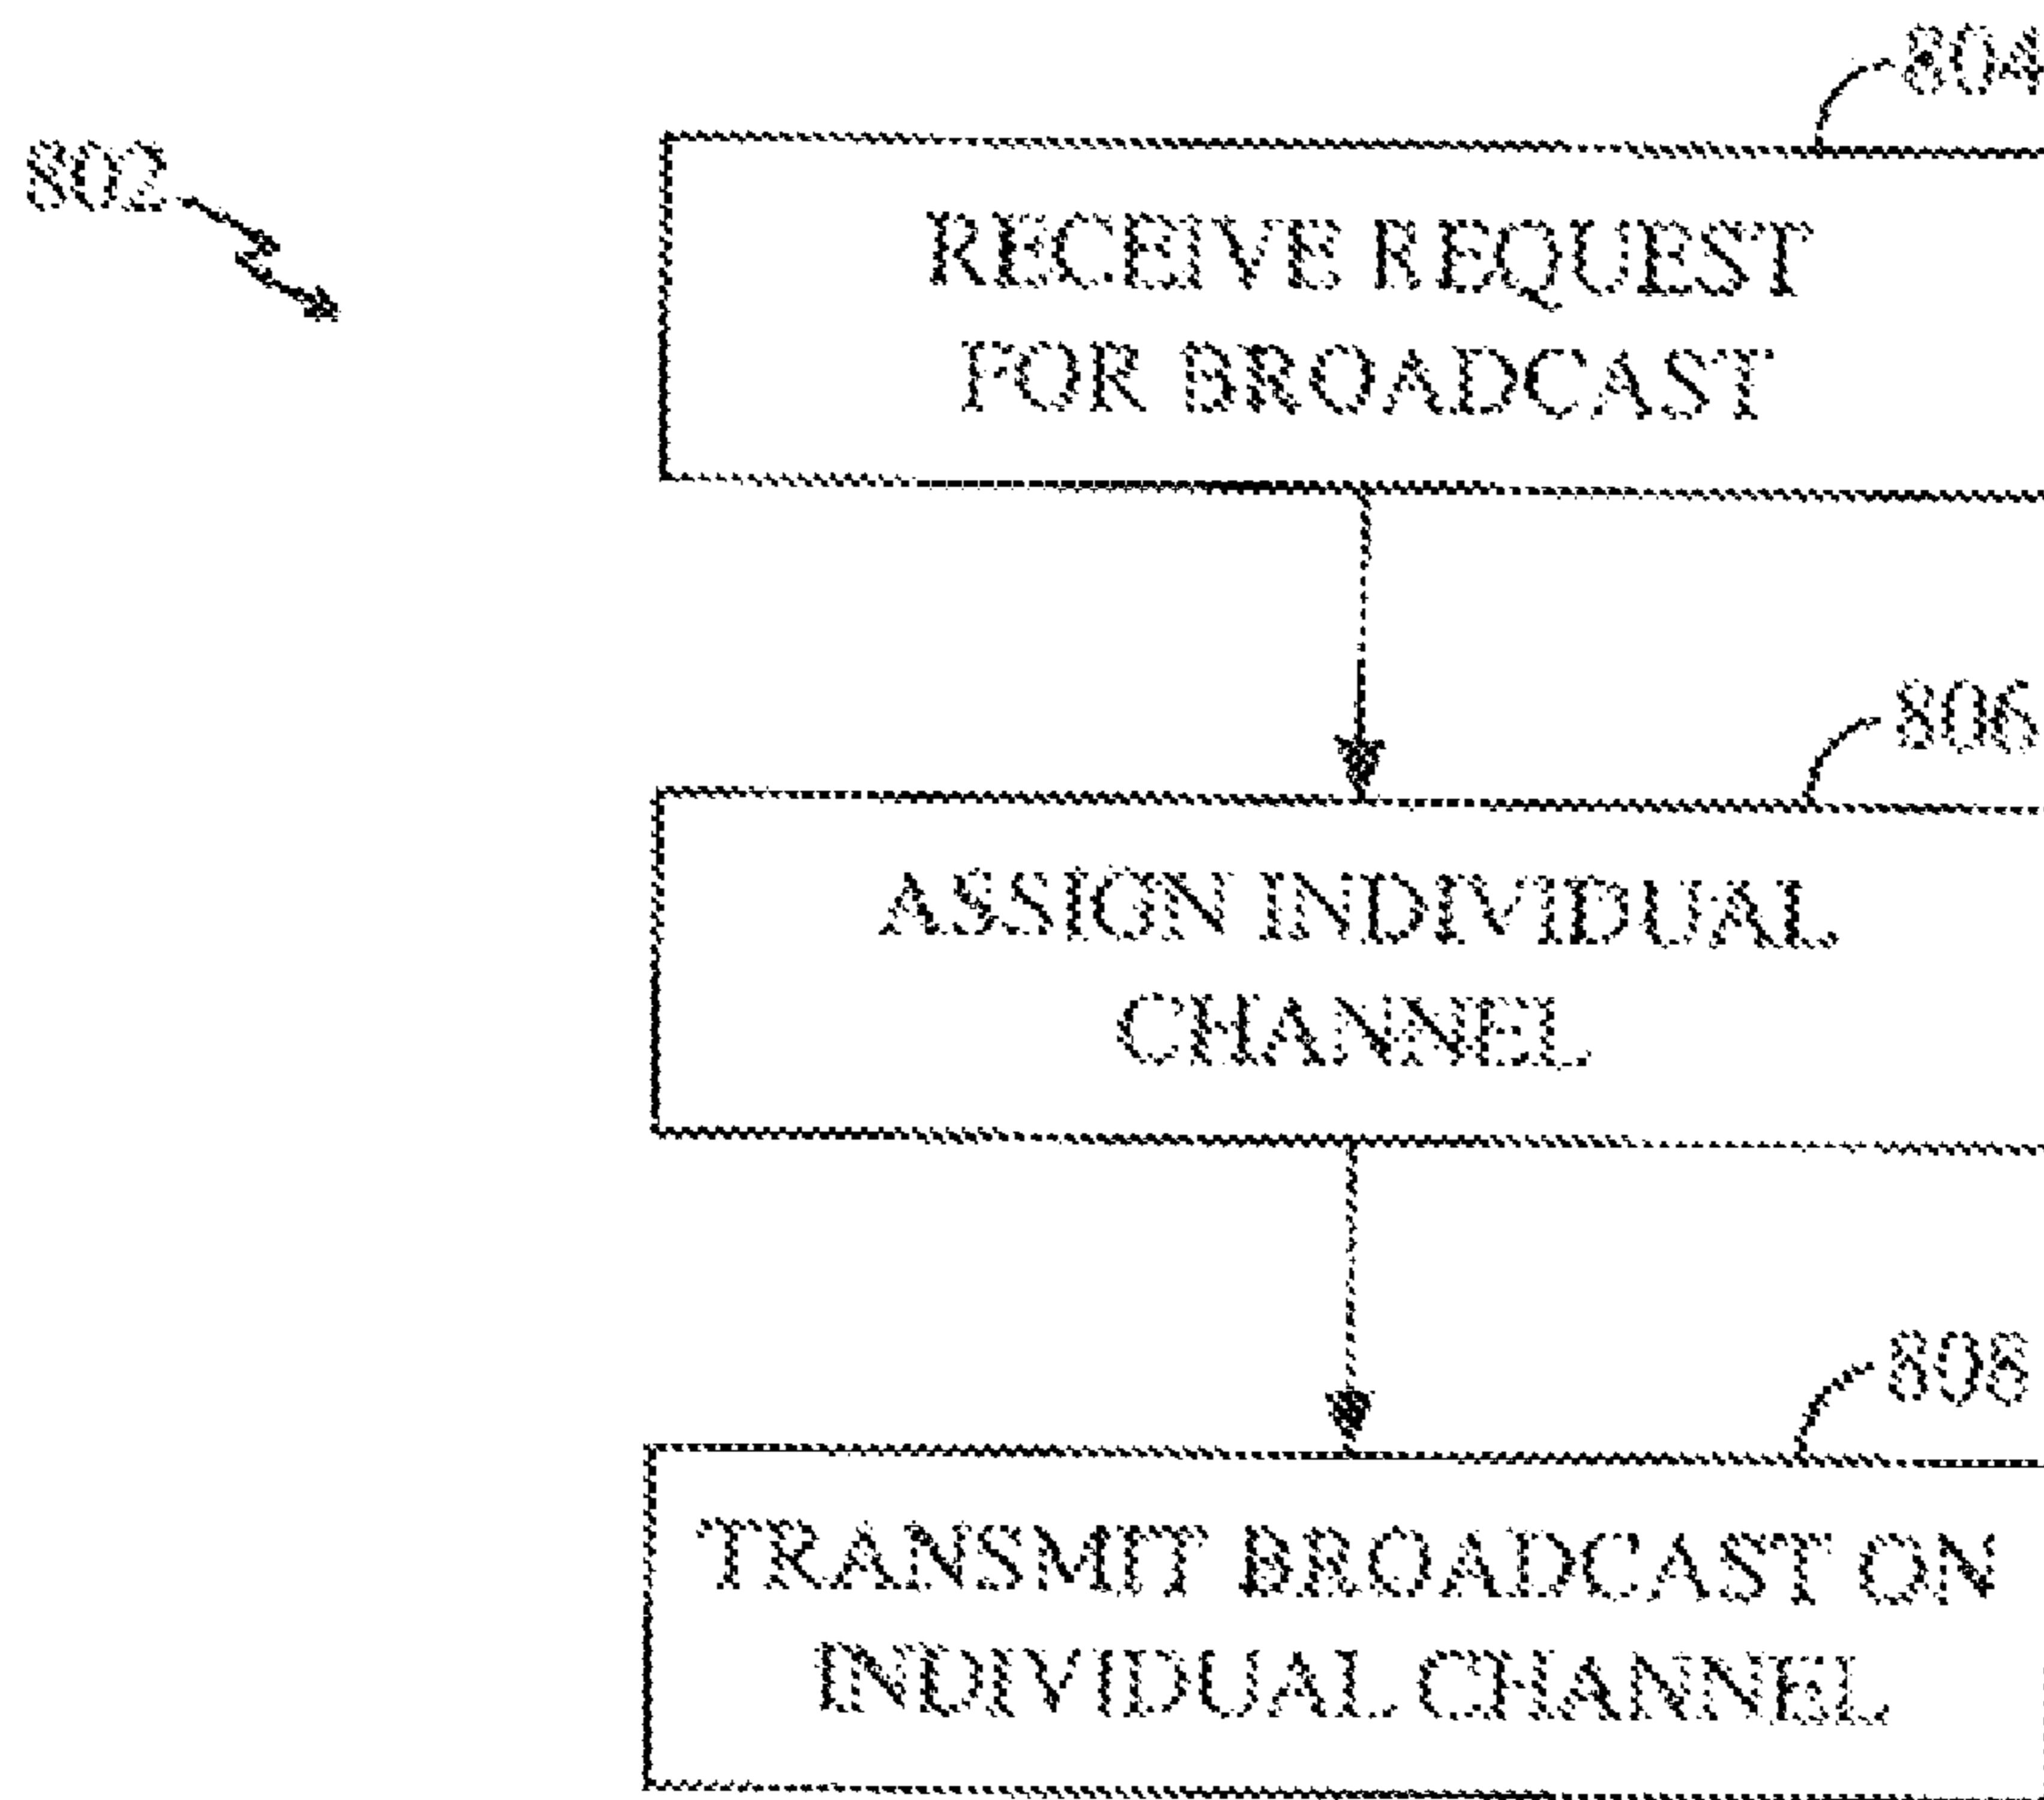 804
802
RECEIVE REQUEST
FOR BROADCAST
806
ASSIGN INDIVIDUAL
CHANNEL
808
TRANSMIT BROADCAST ON
INDIVIDUAL CHANNEL